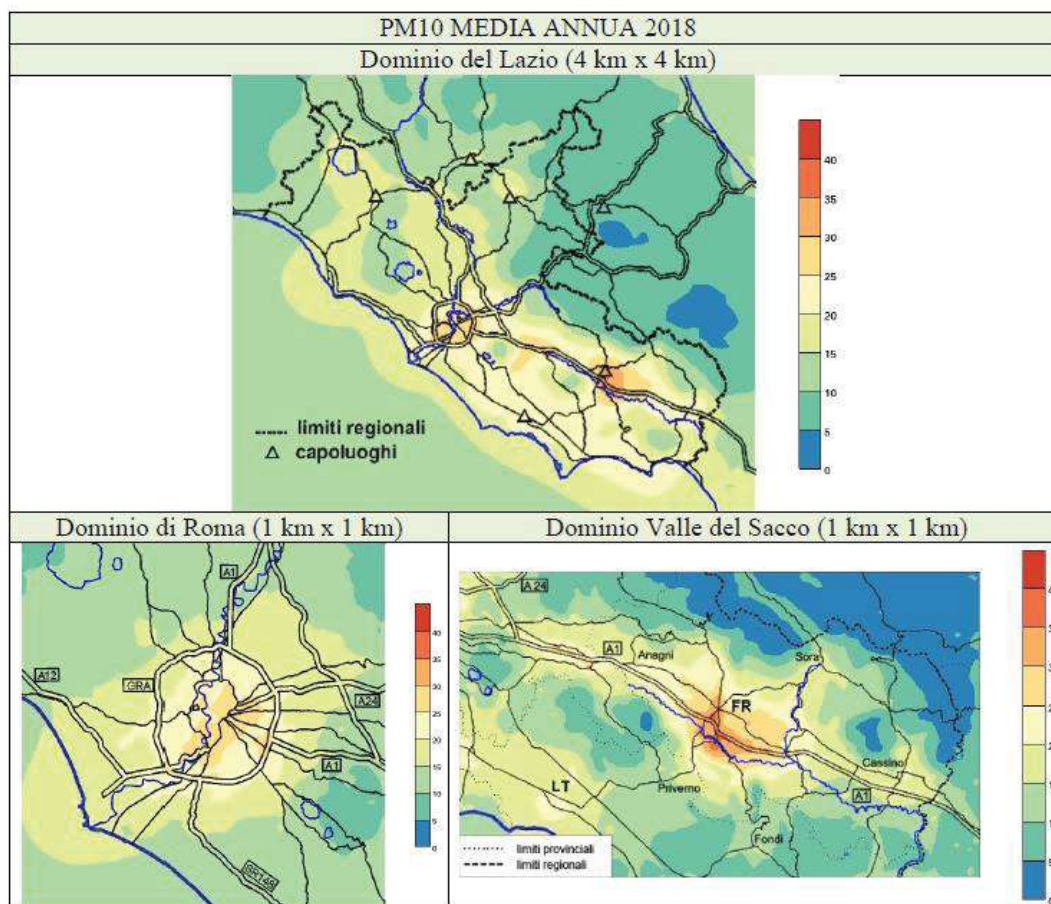 PM10 MEDIA ANNUA 2018
Dominio del Lazio (4 km x 4 km)
40
35
30
25
20
15
10
5
0
limiti regionali
capoluoghi
Dominio di Roma (1 km x 1 km)
Dominio Valle del Sacco (1 km x 1 km)
A1
A12
GRA
A24
A1
SR148
40
35
30
25
20
15
10
5
0
A24
A1
Anagni
Sora
FR
LT
Priverno
Cassino
A1
Fondi
limiti provinciali
limiti regionali